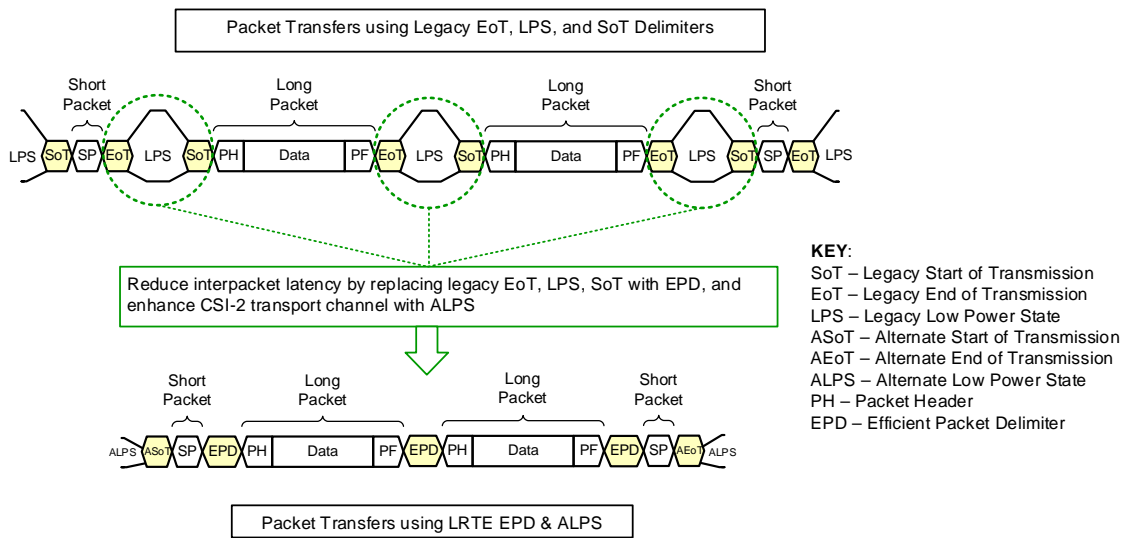 Packet Transfers using Legacy EoT, LPS, and SoT Delimiters
Short
Packet
Long
Packet
Long
Packet
Short
Packet
LPS SoT SP EoT LPS SoT PH Data PF EoT LPS SoT PH Data PF EoT LPS SoT SP EoT LPS
Reduce interpacket latency by replacing legacy EoT, LPS, SoT with EPD, and
enhance CSI-2 transport channel with ALPS
KEY:
SoT – Legacy Start of Transmission
EoT – Legacy End of Transmission
LPS – Legacy Low Power State
ASoT – Alternate Start of Transmission
AEoT – Alternate End of Transmission
ALPS – Alternate Low Power State
PH – Packet Header
EPD – Efficient Packet Delimiter
Short
Packet
Long
Packet
Long
Packet
Short
Packet
ALPS ASoT SP EPD PH Data PF EPD PH Data PF EPD SP AEoT ALPS
Packet Transfers using LRTE EPD & ALPS